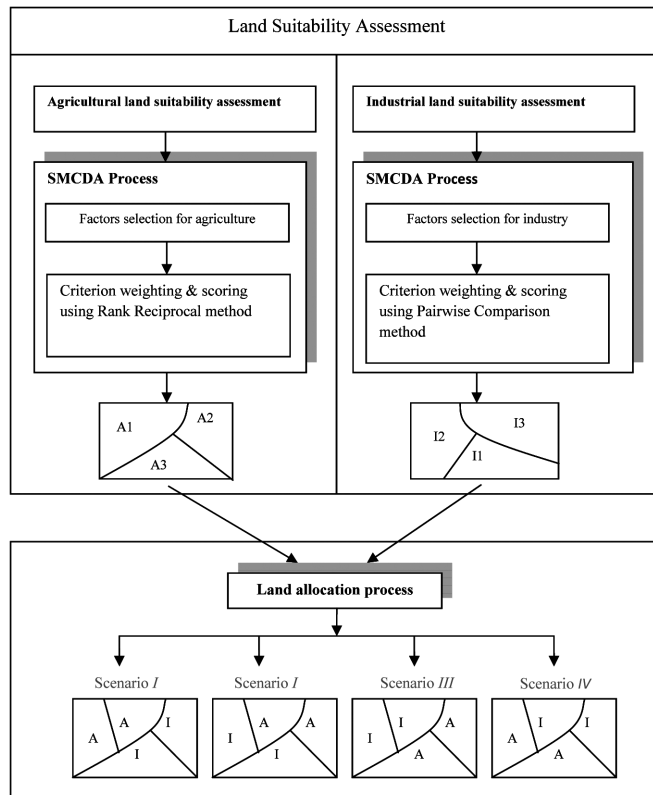 Land Suitability Assessment
Agricultural land suitability assessment
SMCDA Process
Factors selection for agriculture
Criterion weighting & scoring
using Rank Reciprocal method
A1
A2
A3
Industrial land suitability assessment
SMCDA Process
Factors selection for industry
Criterion weighting & scoring
using Pairwise Comparison
method
I2
I3
I1
Land allocation process
Scenario I
A
A
I
I
Scenario I
I
A
A
I
Scenario III
I
I
A
A
Scenario IV
A
I
I
A